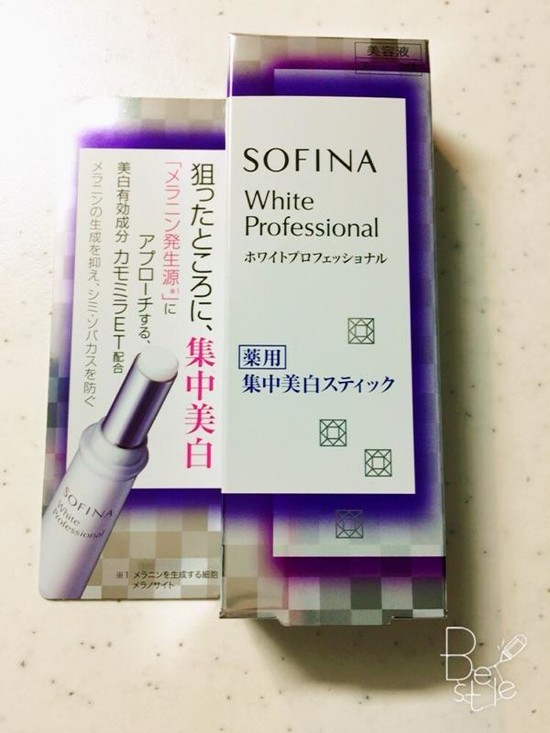 美容液
SOFINA
White
Professional
ホワイトプロフェッショナル
薬用
集中美白スティック
狙ったところに、集中美白
「メラニン発生源※1」に
アプローチする、
美白有効成分 カモミラET配合
メラニンの生成を抑え、シミ・ソバカスを防ぐ
SOFINA
White
Professional
※1 メラニンを生成する細胞
メラノサイト
Be
style